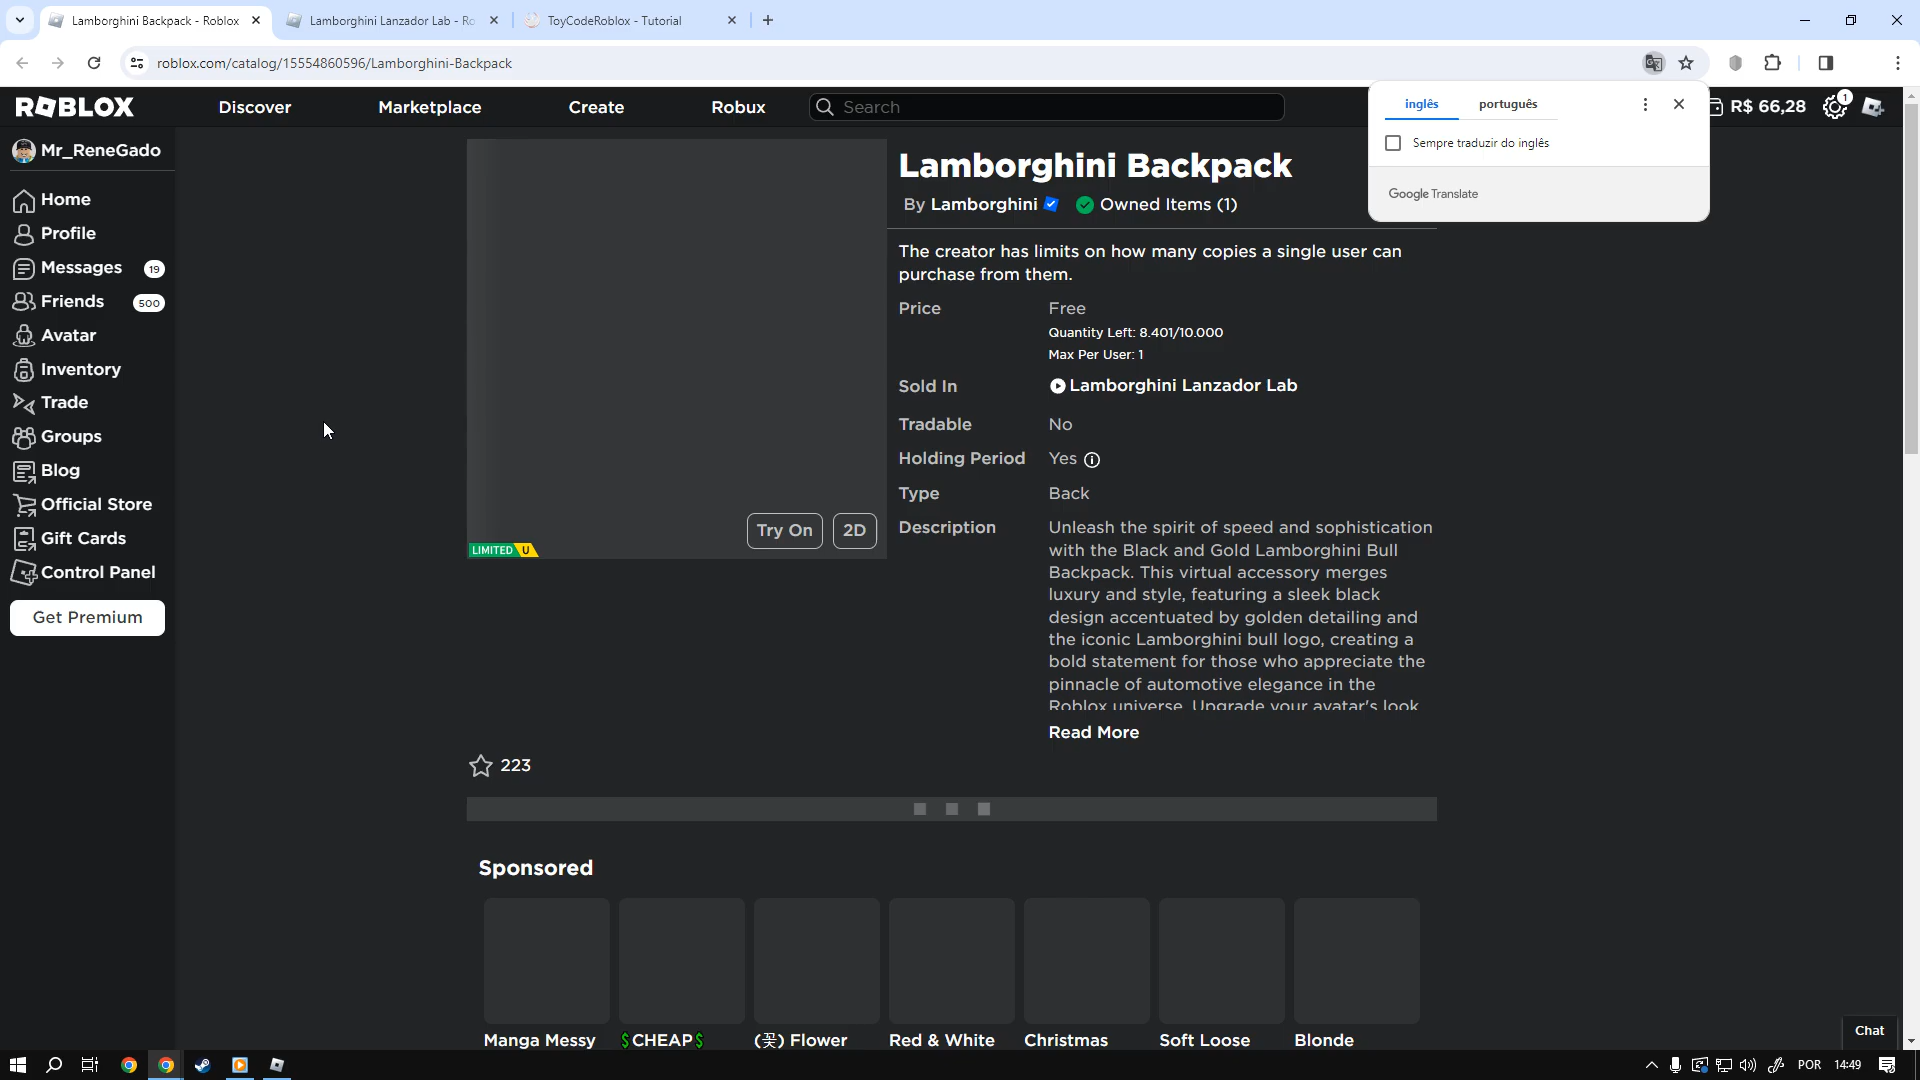 Lamborghini Backpack - Roblox
Lamborghini Lanzador Lab - Ro
ToyCodeRoblox - Tutorial
roblox.com/catalog/15554860596/Lamborghini-Backpack
ROBLOX
Discover
Marketplace
Create
Robux
Search
R$ 66,28
1
inglês
português
Sempre traduzir do inglês
Google Translate
Mr_ReneGado
Home
Profile
Messages
19
Friends
500
Avatar
Inventory
Trade
Groups
Blog
Official Store
Gift Cards
Control Panel
Get Premium
Try On
2D
LIMITED U
Lamborghini Backpack
By Lamborghini
Owned Items (1)
The creator has limits on how many copies a single user can
purchase from them.
Price
Free
Quantity Left: 8.401/10.000
Max Per User: 1
Sold In
Lamborghini Lanzador Lab
Tradable
No
Holding Period
Yes
Type
Back
Description
Unleash the spirit of speed and sophistication
with the Black and Gold Lamborghini Bull
Backpack. This virtual accessory merges
luxury and style, featuring a sleek black
design accentuated by golden detailing and
the iconic Lamborghini bull logo, creating a
bold statement for those who appreciate the
pinnacle of automotive elegance in the
Roblox universe. Upgrade your avatar's look
Read More
223
Sponsored
Manga Messy
$CHEAP$
(꽃) Flower
Red & White
Christmas
Soft Loose
Blonde
Chat
POR
14:49